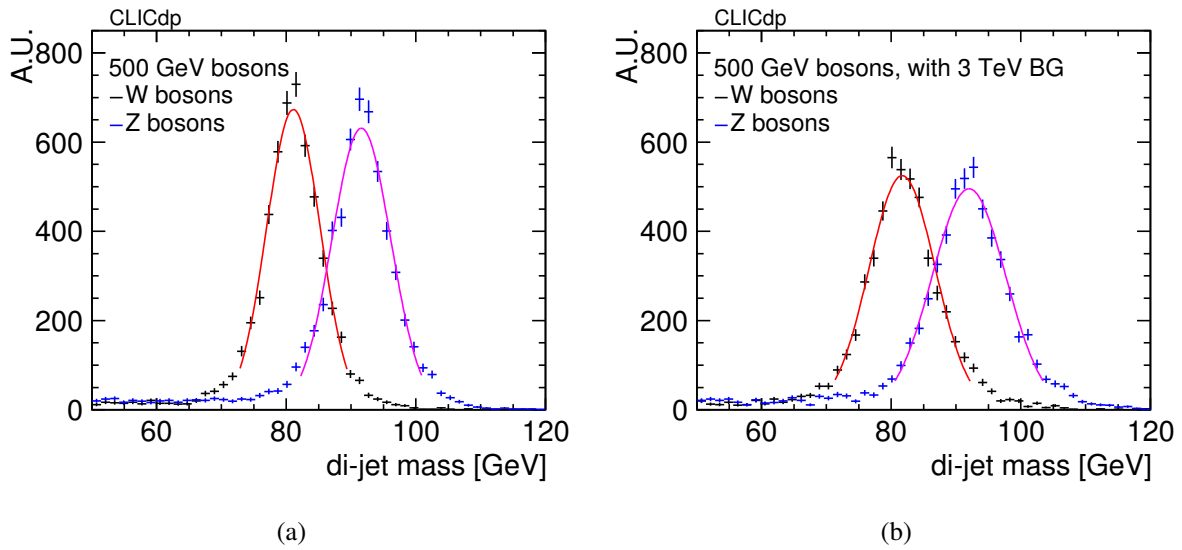 CLICdp
A.U.
800
600
400
200
0
500 GeV bosons
W bosons
Z bosons
60
80
100
120
di-jet mass [GeV]
(a)
CLICdp
A.U.
800
600
400
200
0
500 GeV bosons, with 3 TeV BG
W bosons
Z bosons
60
80
100
120
di-jet mass [GeV]
(b)